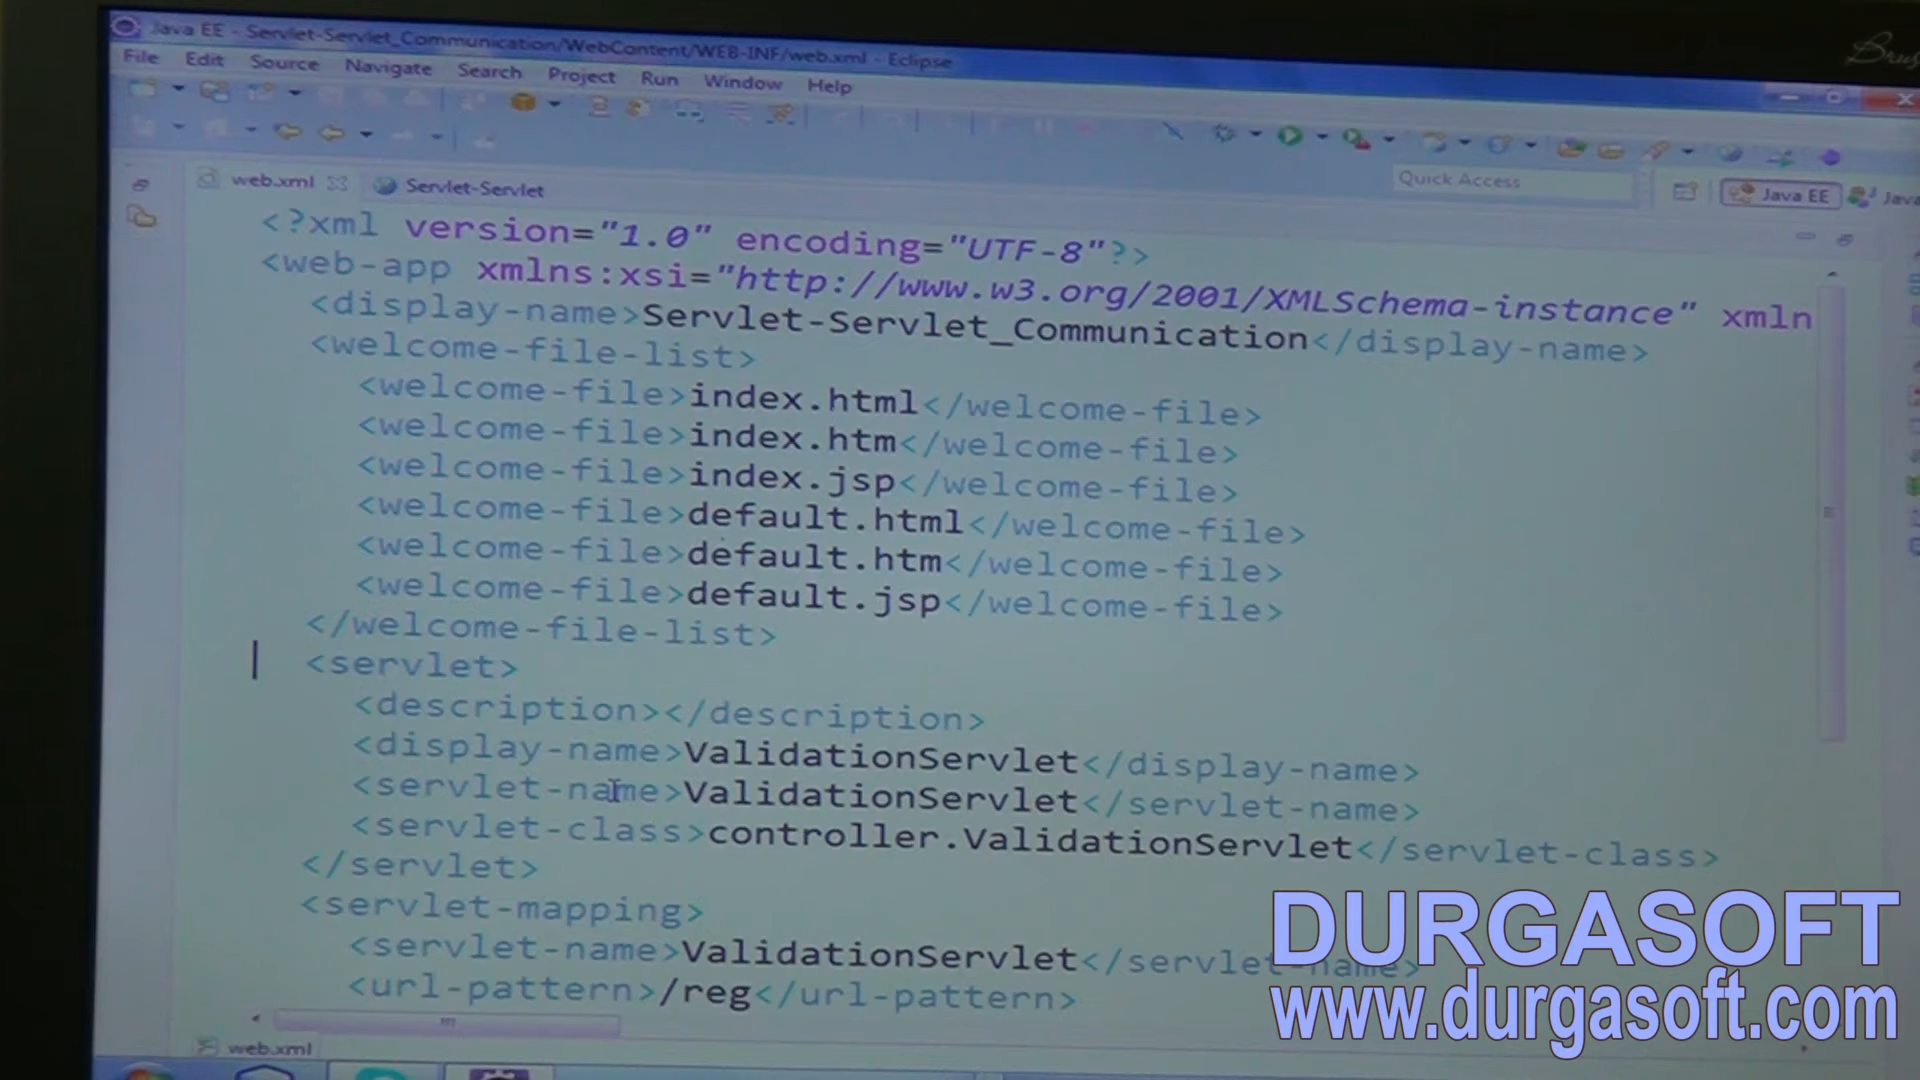 Java EE - Servlet-Servlet_Communication/WebContent/WEB-INF/web.xml - Eclipse
File Edit Source Navigate Search Project Run Window Help
Quick Access
Java EE
Java
web.xml
Servlet-Servlet
<?xml version="1.0" encoding="UTF-8"?>
<web-app xmlns:xsi="http://www.w3.org/2001/XMLSchema-instance" xmln
<display-name>Servlet-Servlet_Communication</display-name>
<welcome-file-list>
<welcome-file>index.html</welcome-file>
<welcome-file>index.htm</welcome-file>
<welcome-file>index.jsp</welcome-file>
<welcome-file>default.html</welcome-file>
<welcome-file>default.htm</welcome-file>
<welcome-file>default.jsp</welcome-file>
</welcome-file-list>
<servlet>
<description></description>
<display-name>ValidationServlet</display-name>
<servlet-name>ValidationServlet</servlet-name>
<servlet-class>controller.ValidationServlet</servlet-class>
</servlet>
<servlet-mapping>
<servlet-name>ValidationServlet</servlet-name>
<url-pattern>/reg</url-pattern>
web.xml
DURGASOFT
www.durgasoft.com